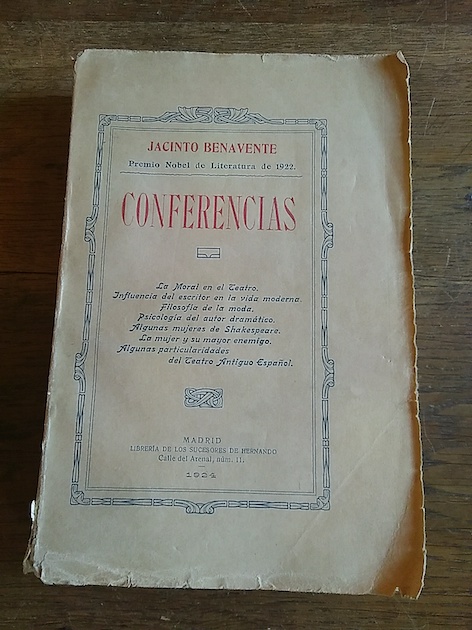 JACINTO BENAVENTE
Premio Nobel de Literatura de 1922.
CONFERENCIAS
La Moral en el Teatro.
Influencia del escritor en la vida moderna.
Filosofía de la moda.
Psicología del autor dramático.
Algunas mujeres de Shakespeare.
La mujer y su mayor enemigo.
Algunas particularidades
del Teatro Antiguo Español.
MADRID
LIBRERÍA DE LOS SUCESORES DE HERNANDO
Calle del Arenal, núm. 11.
1924